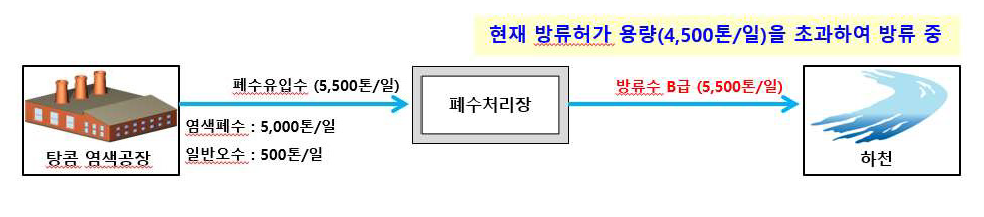 현재 방류허가 용량(4,500톤/일)을 초과하여 방류 중
폐수유입수 (5,500톤/일)
염색폐수 : 5,000톤/일
일반오수 : 500톤/일
탕콤 염색공장
폐수처리장
방류수 B급 (5,500톤/일)
하천